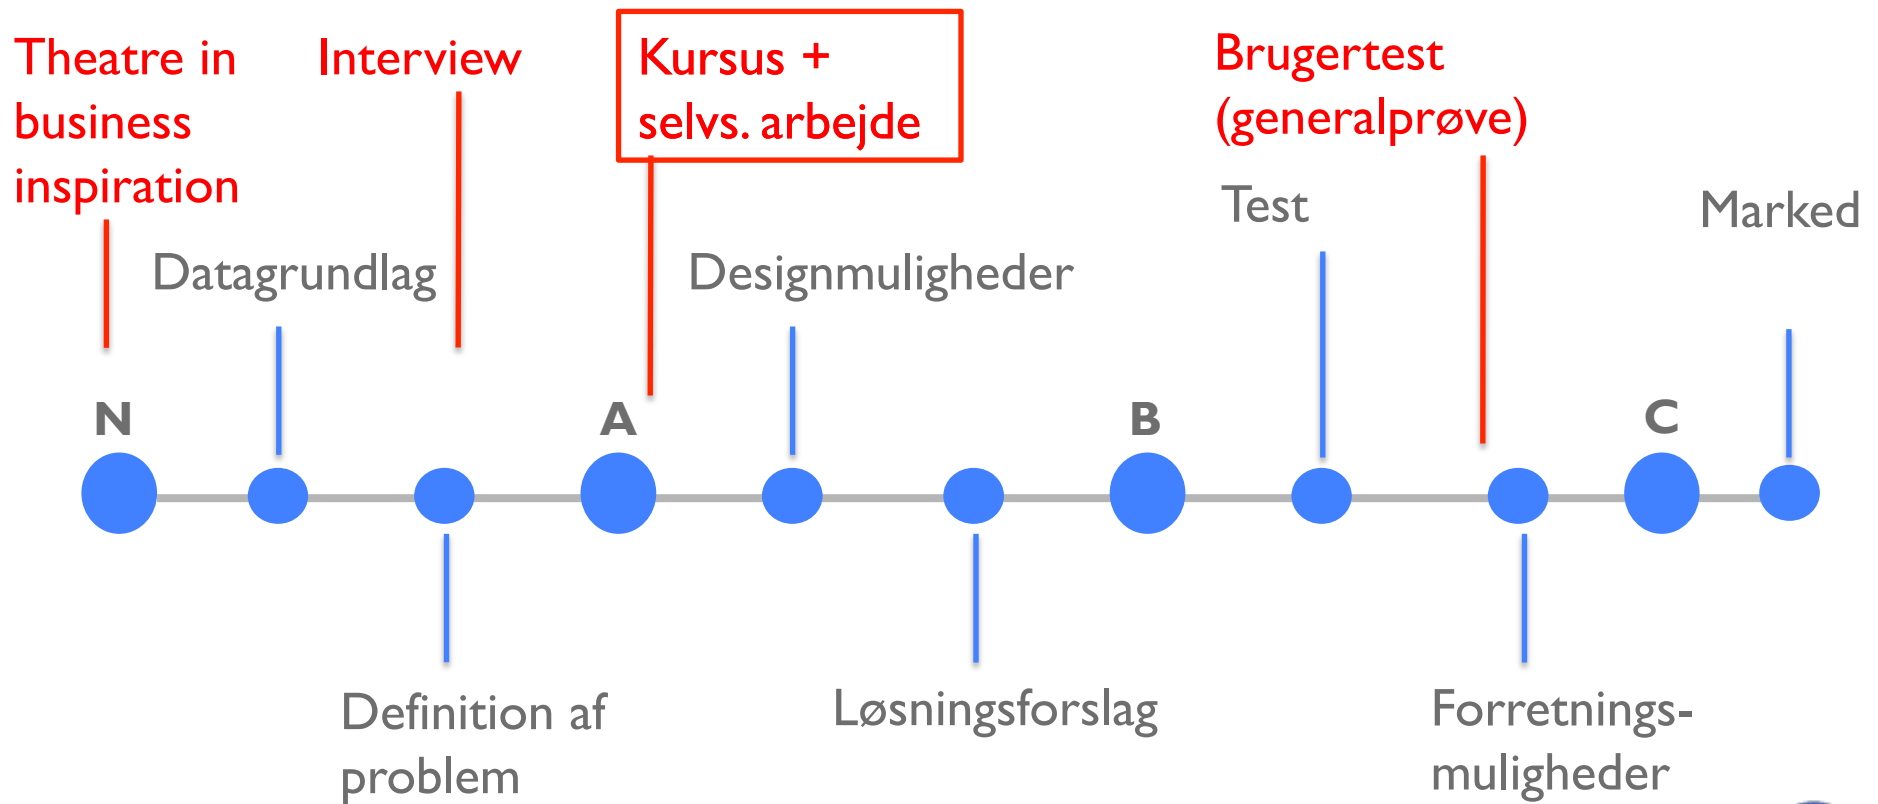 Theatre in
business
inspiration
Interview
Kursus +
selvs. arbejde
Brugertest
(generalprøve)
Test
Marked
Datagrundlag
Designmuligheder
N
A
B
C
Definition af
problem
Løsningsforslag
Forretnings-
muligheder